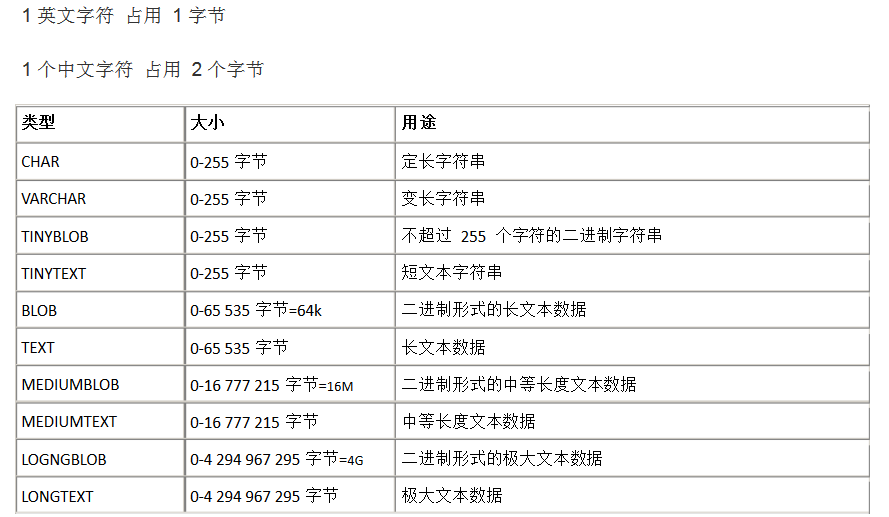 1 英文字符 占用 1 字节
1 个中文字符 占用 2 个字节
类型 大小 用途
CHAR 0-255 字节 定长字符串
VARCHAR 0-255 字节 变长字符串
TINYBLOB 0-255 字节 不超过 255 个字符的二进制字符串
TINYTEXT 0-255 字节 短文本字符串
BLOB 0-65 535 字节=64k 二进制形式的长文本数据
TEXT 0-65 535 字节 长文本数据
MEDIUMBLOB 0-16 777 215 字节=16M 二进制形式的中等长度文本数据
MEDIUMTEXT 0-16 777 215 字节 中等长度文本数据
LOGNGBLOB 0-4 294 967 295 字节=4G 二进制形式的极大文本数据
LONGTEXT 0-4 294 967 295 字节 极大文本数据